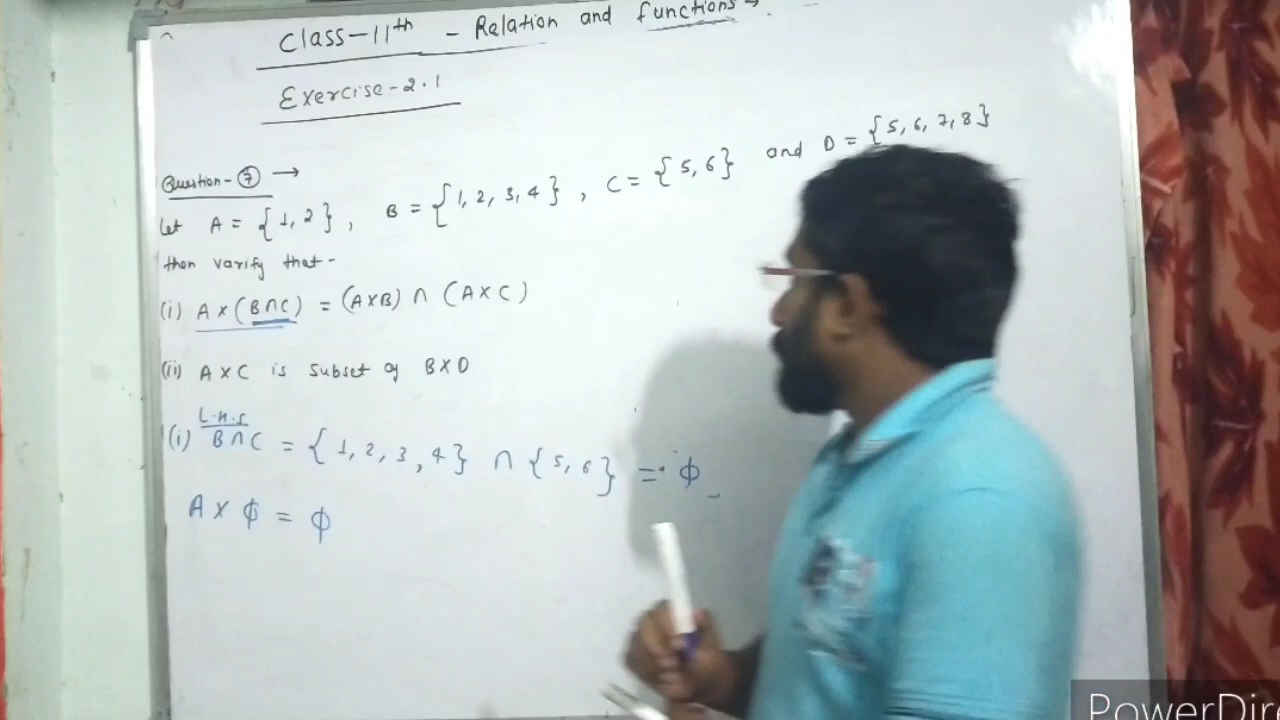 Class-11th - Relation and functions →
Exercise-2.1
Question-⑦ →
Let A = {1,2}, B = {1, 2, 3, 4}, C = {5,6} and D = {5, 6, 7, 8}
then varify that-
(i) A × (B∩C) = (A×B) ∩ (A×C)
(ii) A×C is subset of B×D
L.H.S
(i) B∩C = {1, 2, 3, 4} ∩ {5, 6} = ϕ
A × ϕ = ϕ
PowerDire